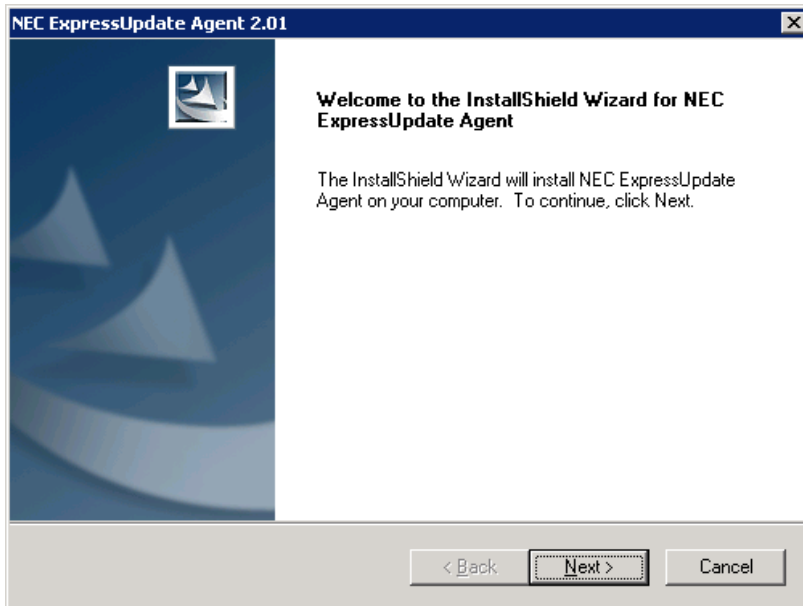 NEC ExpressUpdate Agent 2.01
Welcome to the InstallShield Wizard for NEC
ExpressUpdate Agent
The InstallShield Wizard will install NEC ExpressUpdate
Agent on your computer.  To continue, click Next.
< Back
Next >
Cancel